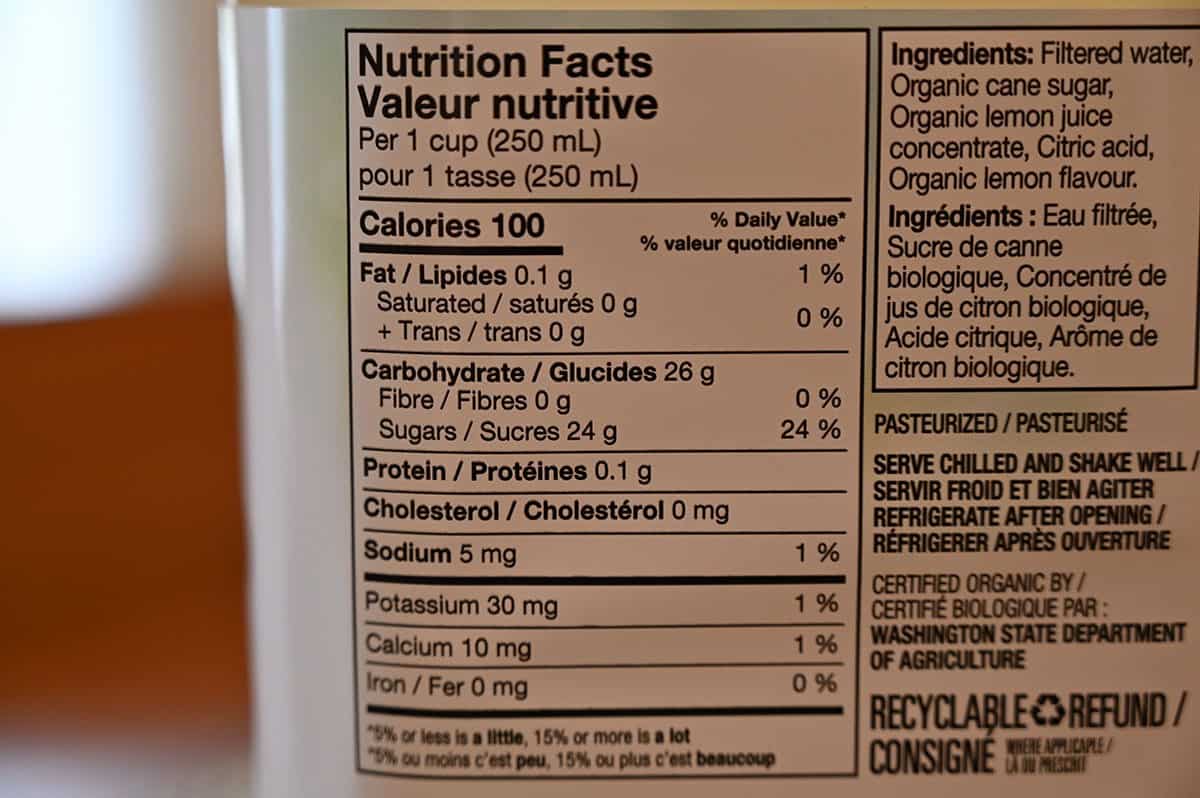 Nutrition Facts
Valeur nutritive
Per 1 cup (250 mL)
pour 1 tasse (250 mL)
Calories 100
% Daily Value*
% valeur quotidienne*
Fat / Lipides 0.1 g 1 %
Saturated / saturés 0 g
+ Trans / trans 0 g 0 %
Carbohydrate / Glucides 26 g
Fibre / Fibres 0 g 0 %
Sugars / Sucres 24 g 24 %
Protein / Protéines 0.1 g
Cholesterol / Cholestérol 0 mg
Sodium 5 mg 1 %
Potassium 30 mg 1 %
Calcium 10 mg 1 %
Iron / Fer 0 mg 0 %
*5% or less is a little, 15% or more is a lot
*5% ou moins c'est peu, 15% ou plus c'est beaucoup
Ingredients: Filtered water,
Organic cane sugar,
Organic lemon juice
concentrate, Citric acid,
Organic lemon flavour.
Ingrédients : Eau filtrée,
Sucre de canne
biologique, Concentré de
jus de citron biologique,
Acide citrique, Arôme de
citron biologique.
PASTEURIZED / PASTEURISÉ
SERVE CHILLED AND SHAKE WELL /
SERVIR FROID ET BIEN AGITER
REFRIGERATE AFTER OPENING /
RÉFRIGERER APRÈS OUVERTURE
CERTIFIED ORGANIC BY /
CERTIFIÉ BIOLOGIQUE PAR :
WASHINGTON STATE DEPARTMENT
OF AGRICULTURE
RECYCLABLE REFUND /
CONSIGNÉ WHERE APPLICAPLE /
LÀ OU PRESCRIT